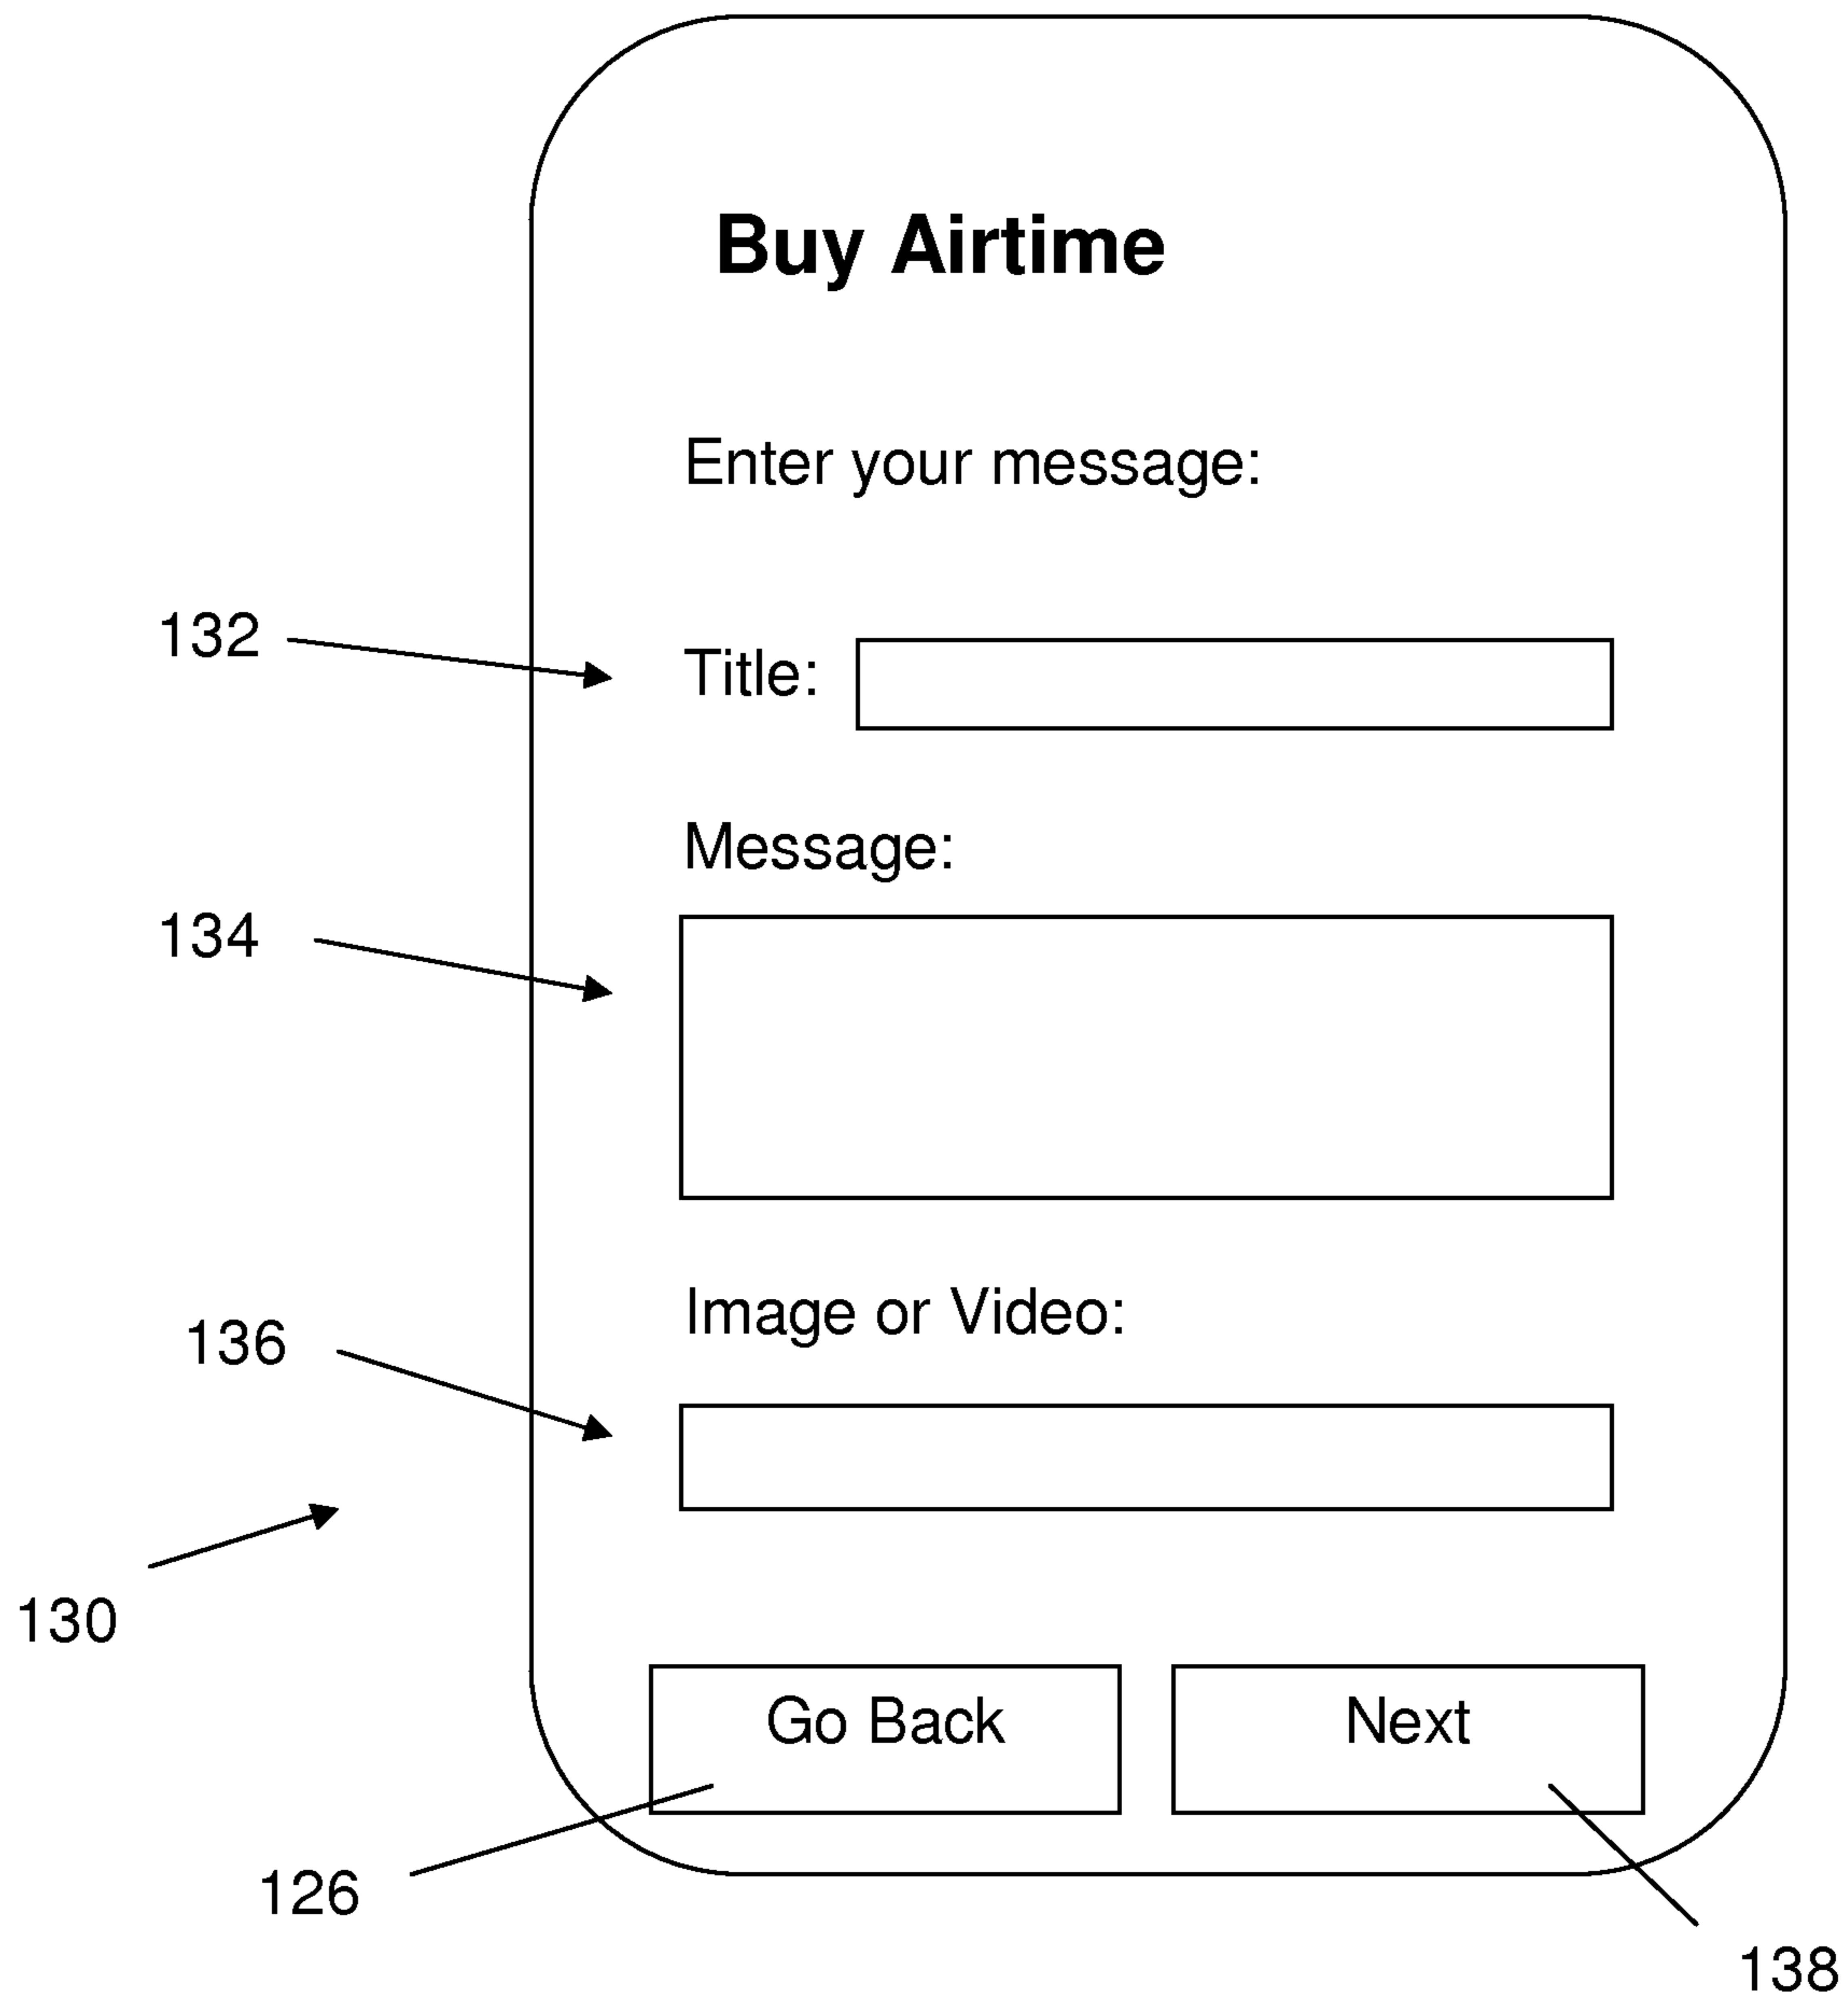 Buy Airtime
Enter your message:
132
Title:
Message:
134
Image or Video:
136
130
Go Back
Next
126
138